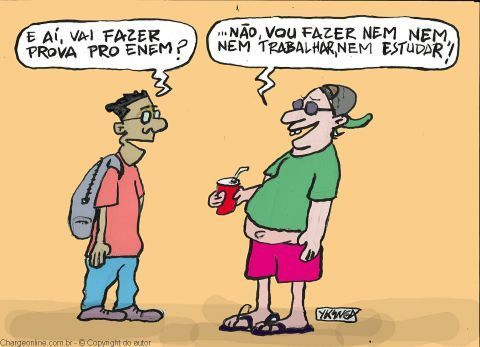 E AÍ, VAI FAZER
PROVA PRO ENEM?
...NÃO, VOU FAZER NEM NEM,
NEM TRABALHAR, NEM ESTUDAR!
Chargeonline.com.br - © Copyright do autor